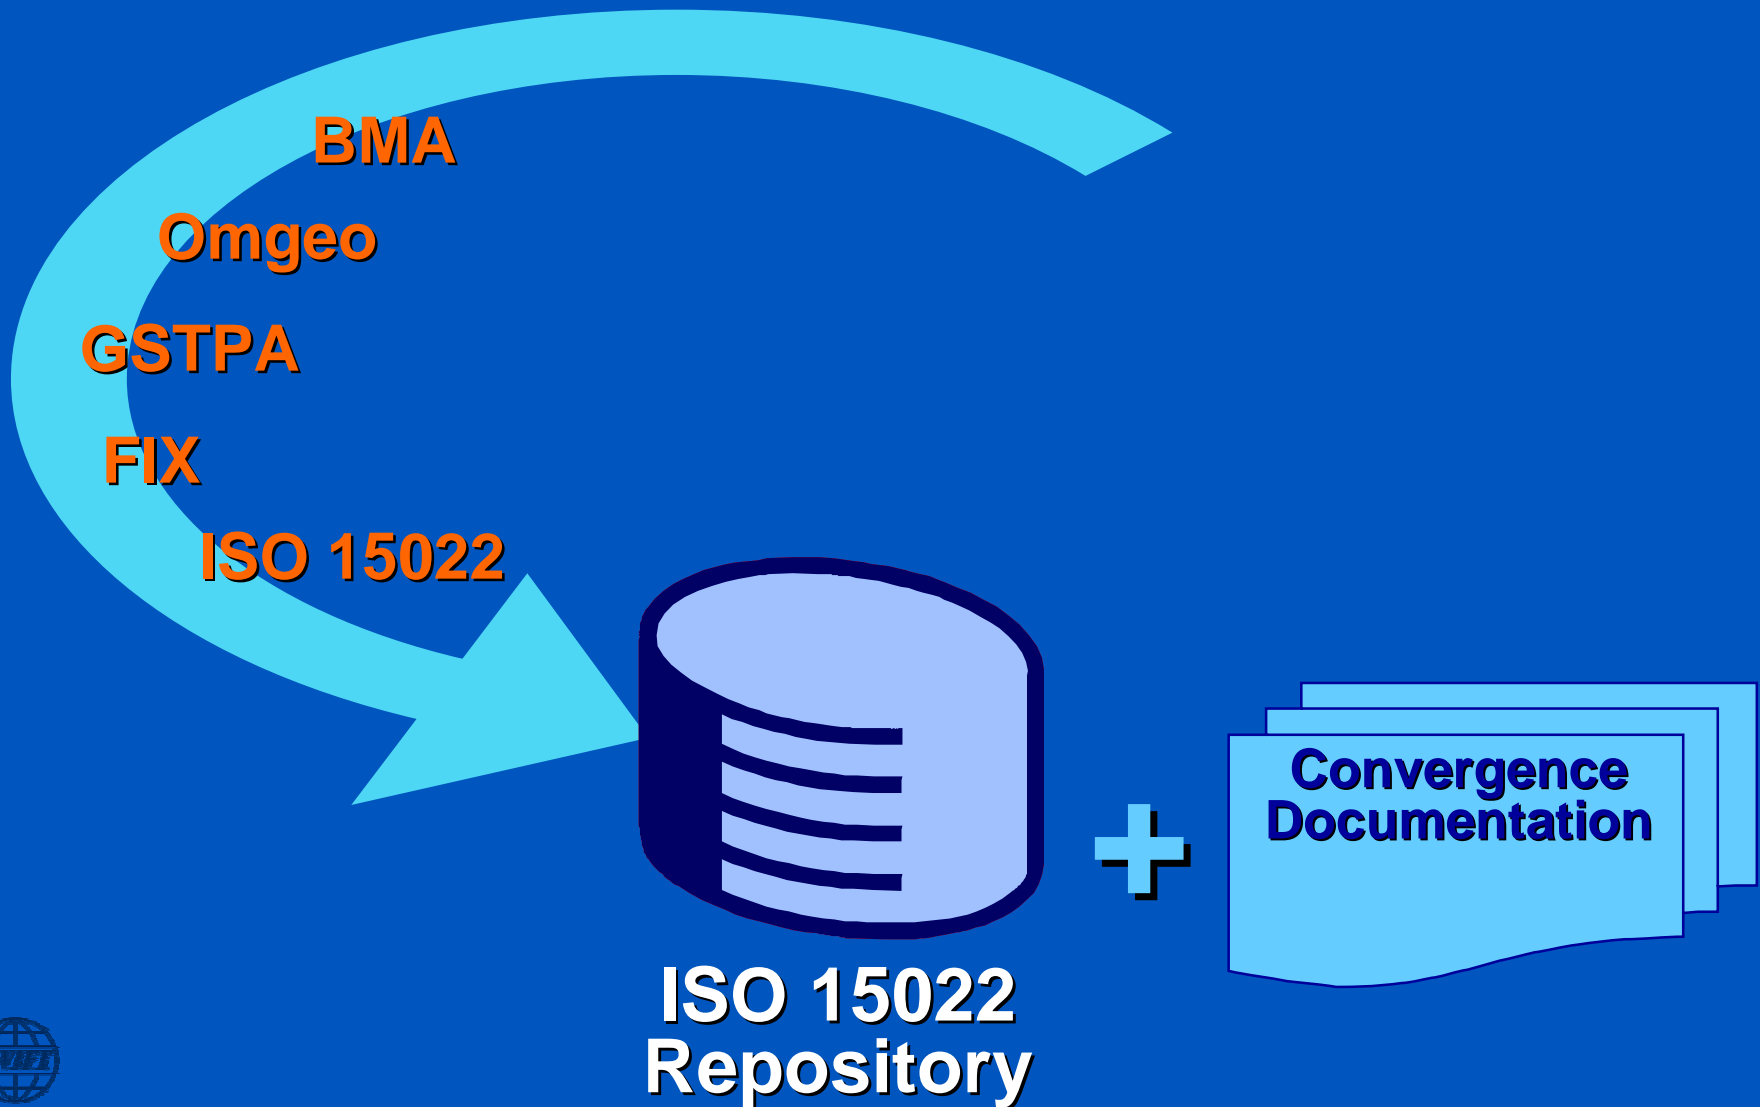 BMA
Omgeo
GSTPA
FIX
ISO 15022
Convergence
Documentation
ISO 15022
Repository